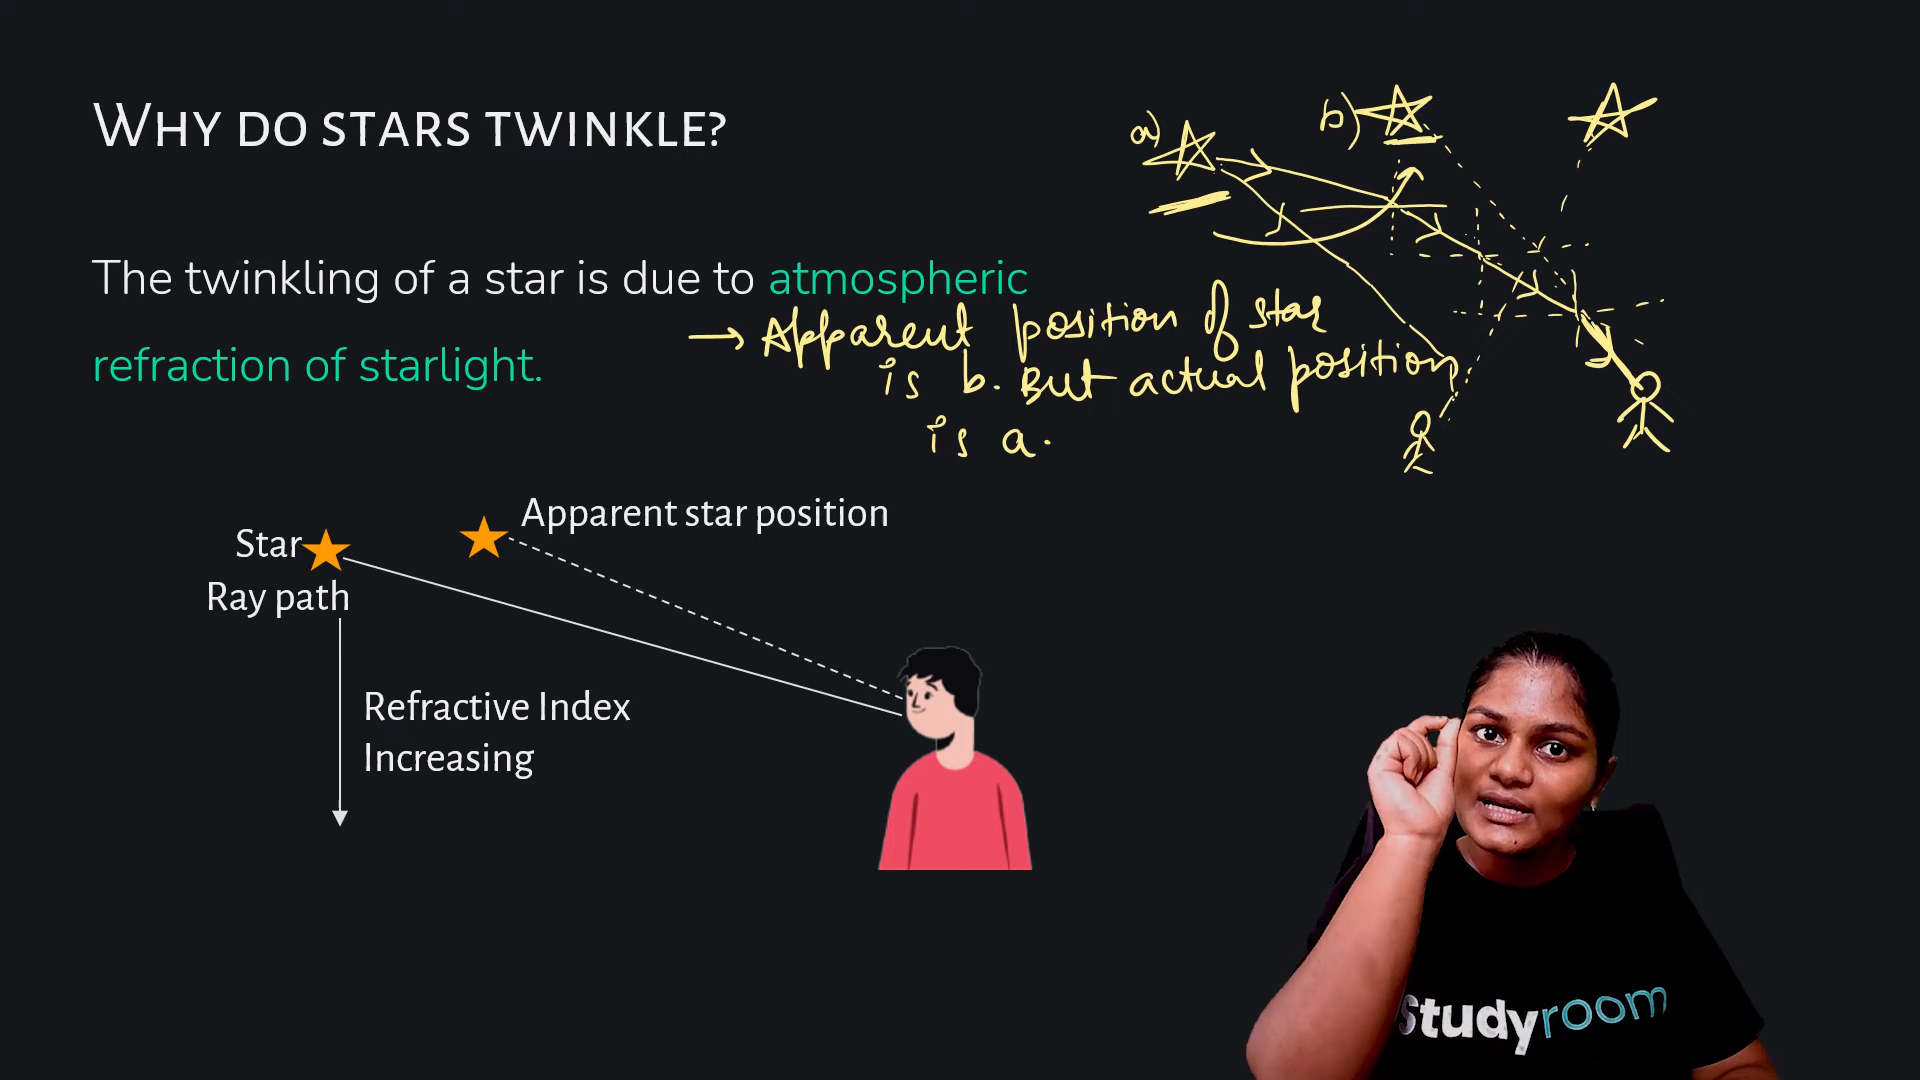 WHY DO STARS TWINKLE?
a)
b)
The twinkling of a star is due to atmospheric
refraction of starlight.
→ Apparent position of star
is b. But actual position
is a.
Apparent star position
Star
Ray path
Refractive Index
Increasing
studyroom